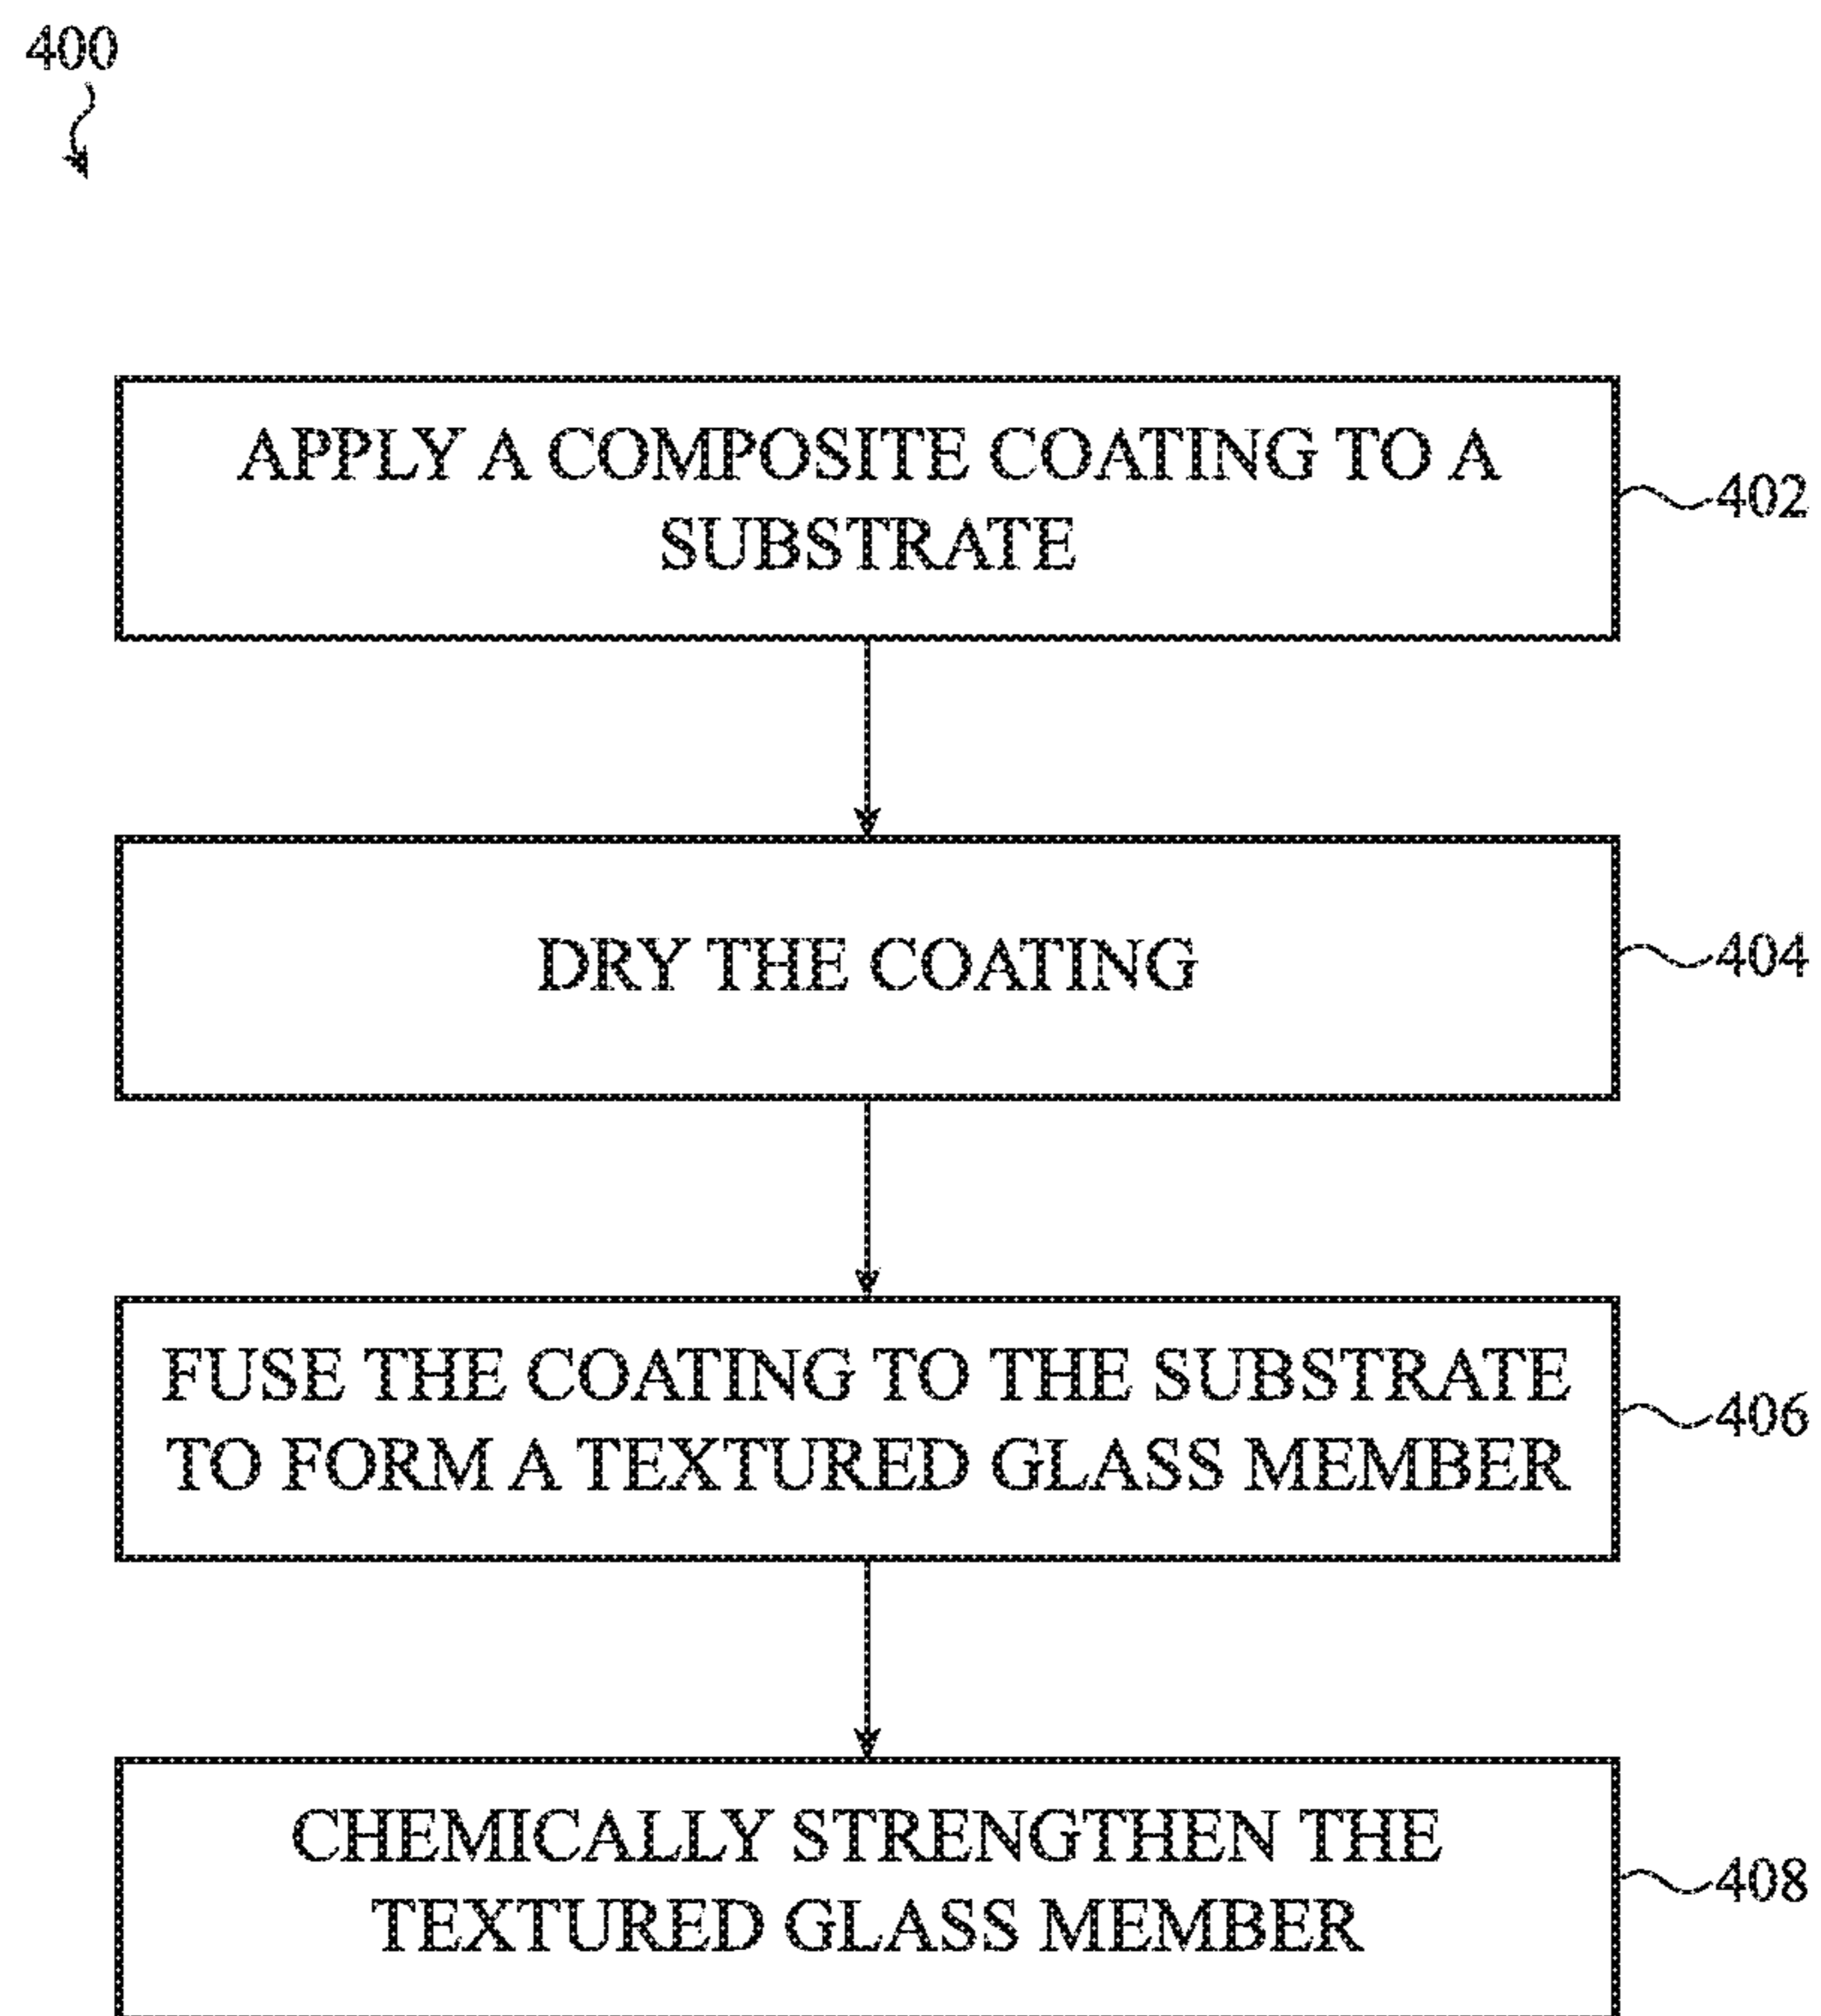 400
APPLY A COMPOSITE COATING TO A
SUBSTRATE
402
DRY THE COATING
404
FUSE THE COATING TO THE SUBSTRATE
TO FORM A TEXTURED GLASS MEMBER
406
CHEMICALLY STRENGTHEN THE
TEXTURED GLASS MEMBER
408